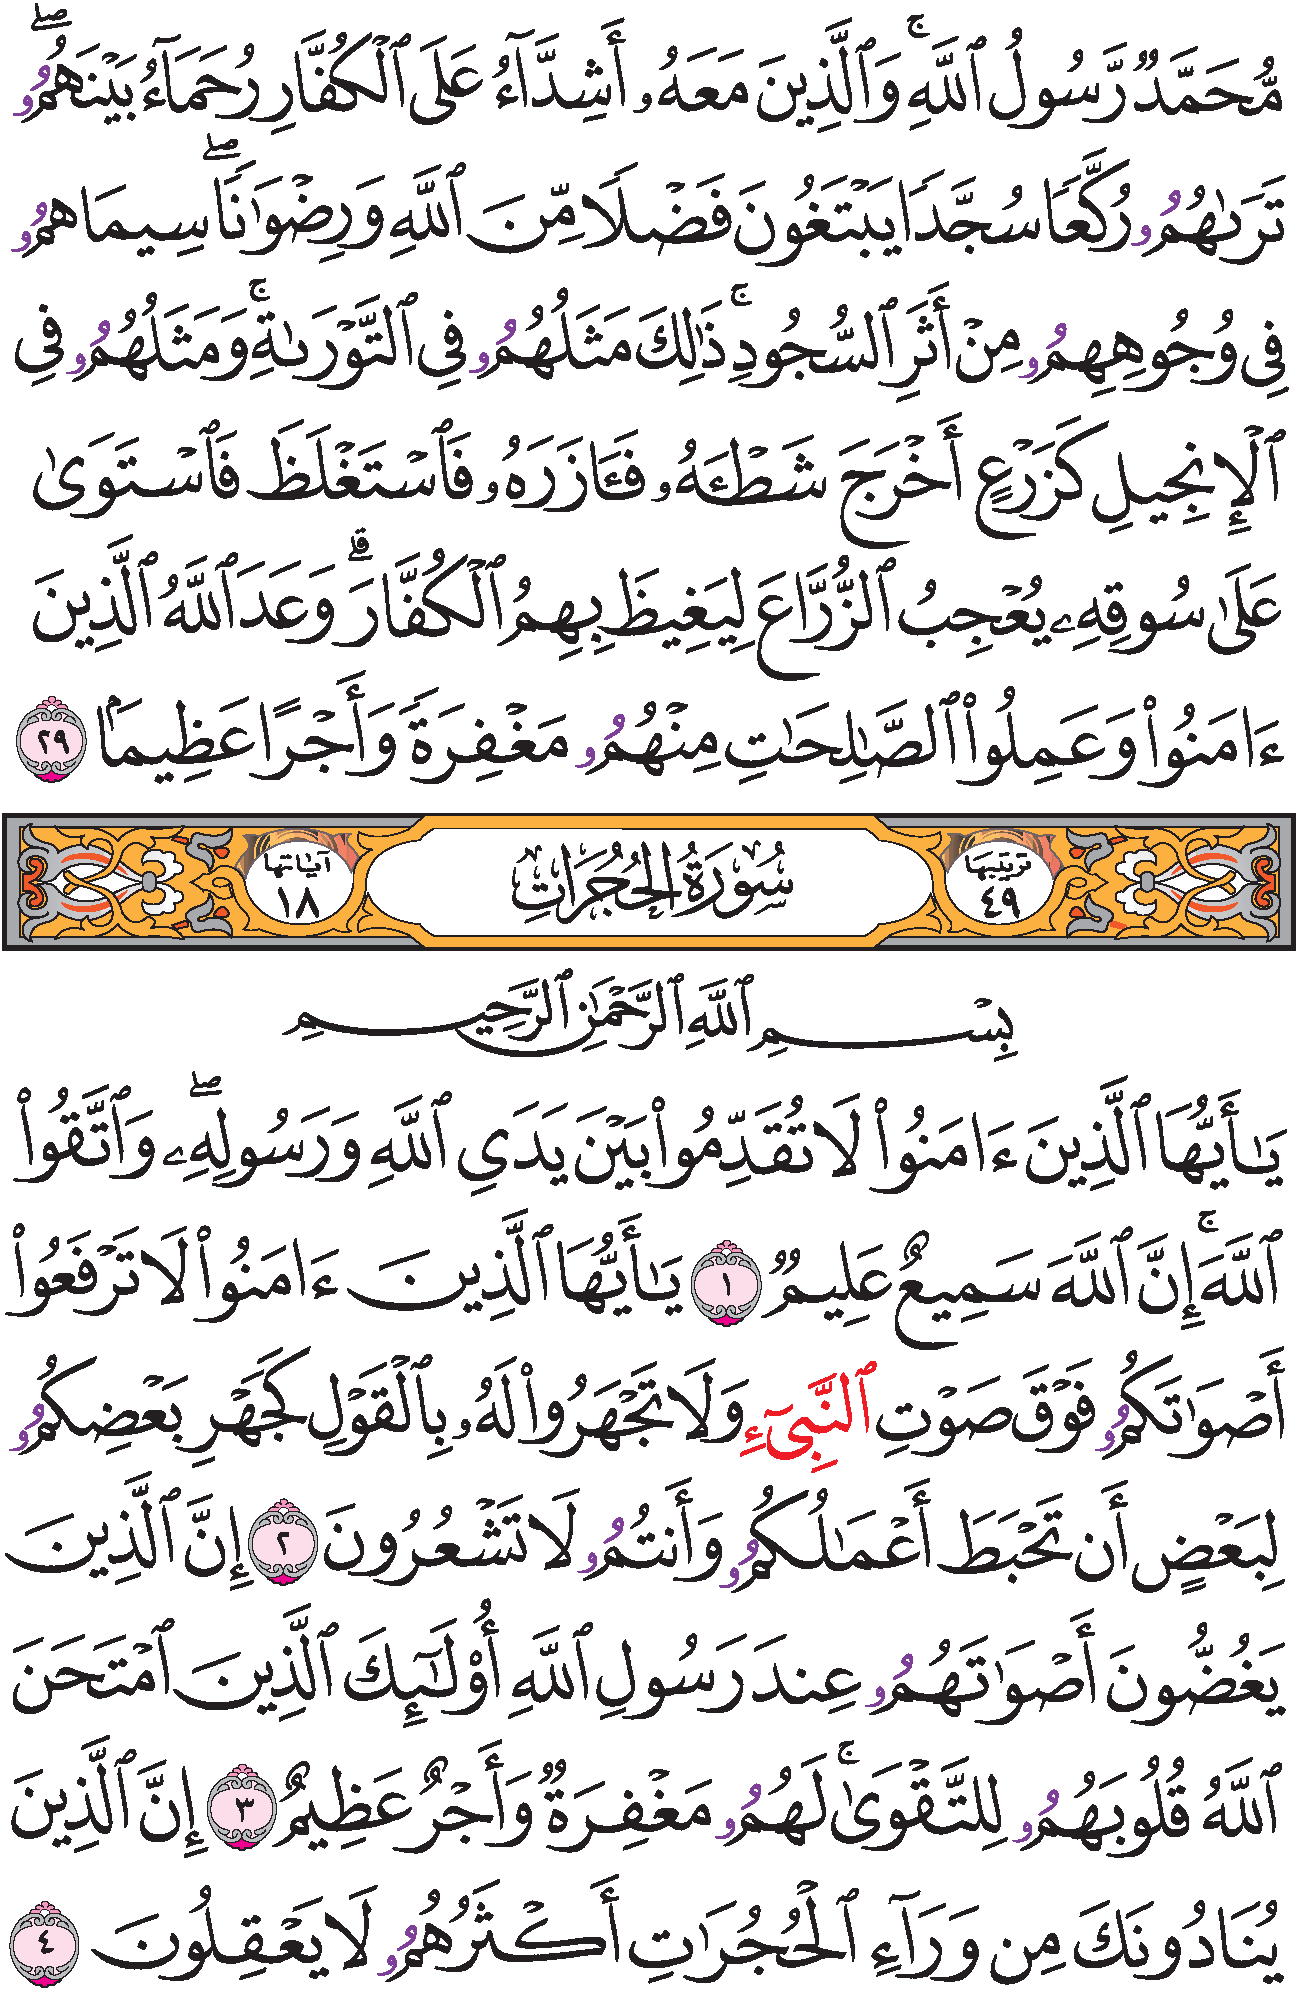 مُّحَمَّدٌ رَّسُولُ ٱللَّهِۚ وَٱلَّذِينَ مَعَهُۥ أَشِدَّآءُ عَلَى ٱلْكُفَّارِ رُحَمَآءُ بَيْنَهُمُۥۖ
تَرَىٰهُمُۥ رُكَّعًا سُجَّدًا يَبْتَغُونَ فَضْلًا مِّنَ ٱللَّهِ وَرِضْوَٰنًاۖ سِيمَاهُمُۥ
فِى وُجُوهِهِمُۥ مِنْ أَثَرِ ٱلسُّجُودِۚ ذَٰلِكَ مَثَلُهُمُۥ فِى ٱلتَّوْرَىٰةِۚ وَمَثَلُهُمُۥ فِى
ٱلْإِنجِيلِ كَزَرْعٍ أَخْرَجَ شَطْـَٔهُۥ فَـَٔازَرَهُۥ فَٱسْتَغْلَظَ فَٱسْتَوَىٰ
عَلَىٰ سُوقِهِۦ يُعْجِبُ ٱلزُّرَّاعَ لِيَغِيظَ بِهِمُ ٱلْكُفَّارَۗ وَعَدَ ٱللَّهُ ٱلَّذِينَ
ءَامَنُوا۟ وَعَمِلُوا۟ ٱلصَّٰلِحَٰتِ مِنْهُمُۥ مَغْفِرَةً وَأَجْرًا عَظِيمًۢا ٢٩
تريتبها ٤٩ سُورَةُ الحُجُرَاتِ آياتها ١٨
بِسْمِ ٱللَّهِ ٱلرَّحْمَٰنِ ٱلرَّحِيمِ
يَٰٓأَيُّهَا ٱلَّذِينَ ءَامَنُوا۟ لَا تُقَدِّمُوا۟ بَيْنَ يَدَيِ ٱللَّهِ وَرَسُولِهِۦۖ وَٱتَّقُوا۟
ٱللَّهَۚ إِنَّ ٱللَّهَ سَمِيعٌ عَلِيمٌ ١ يَٰٓأَيُّهَا ٱلَّذِينَ ءَامَنُوا۟ لَا تَرْفَعُوا۟
أَصْوَٰتَكُمُۥ فَوْقَ صَوْتِ ٱلنَّبِىٓءِ وَلَا تَجْهَرُوا۟ لَهُۥ بِٱلْقَوْلِ كَجَهْرِ بَعْضِكُمُۥ
لِبَعْضٍ أَن تَحْبَطَ أَعْمَٰلُكُمُۥ وَأَنتُمُۥ لَا تَشْعُرُونَ ٢ إِنَّ ٱلَّذِينَ
يَغُضُّونَ أَصْوَٰتَهُمُۥ عِندَ رَسُولِ ٱللَّهِ أُو۟لَٰٓئِكَ ٱلَّذِينَ ٱمْتَحَنَ
ٱللَّهُ قُلُوبَهُمُۥ لِلتَّقْوَىٰۚ لَهُمُۥ مَغْفِرَةٌ وَأَجْرٌ عَظِيمٌ ٣ إِنَّ ٱلَّذِينَ
يُنَادُونَكَ مِن وَرَآءِ ٱلْحُجُرَٰتِ أَكْثَرُهُمُۥ لَا يَعْقِلُونَ ٤